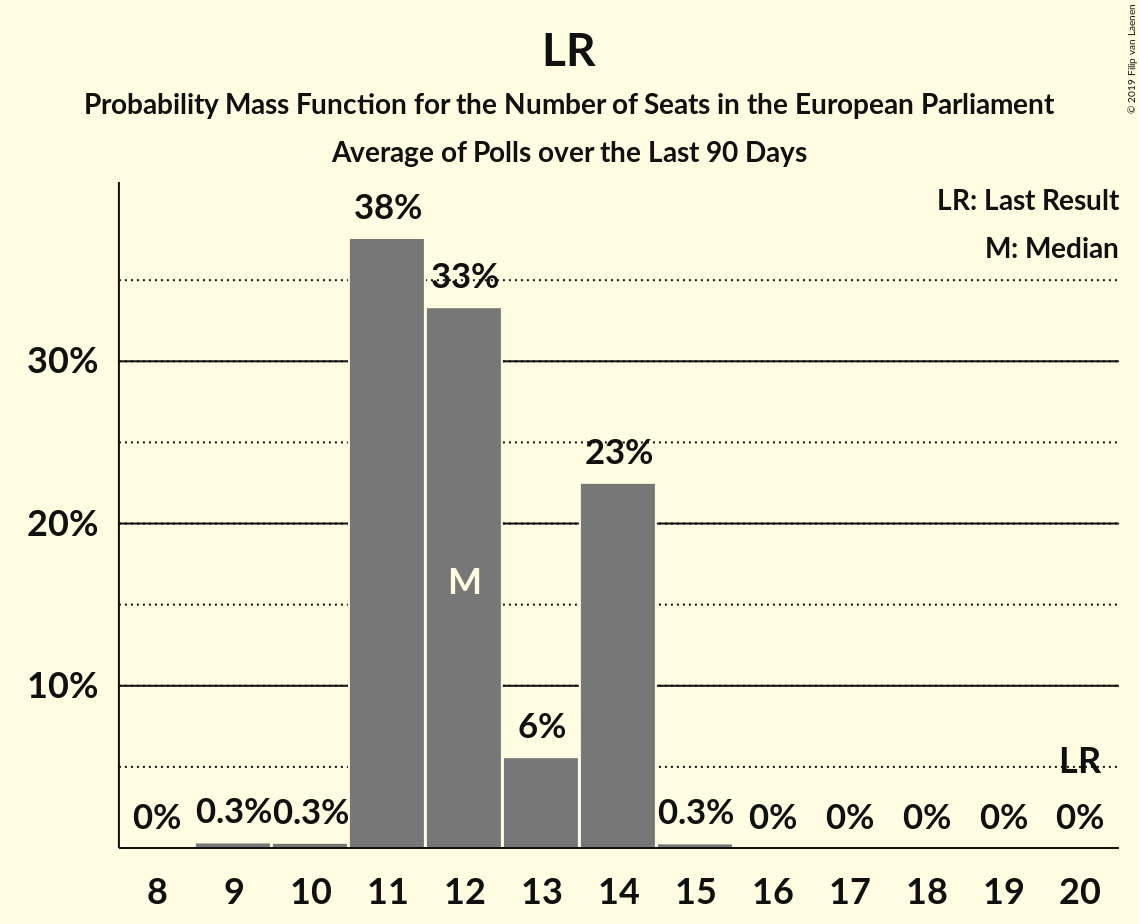 LR
Probability Mass Function for the Number of Seats in the European Parliament
Average of Polls over the Last 90 Days
© 2019 Filip van Laenen
LR: Last Result
M: Median
38%
33%
30%
23%
20%
M
10%
6%
LR
0% 0.3% 0.3% 0.3% 0% 0% 0% 0% 0%
8 9 10 11 12 13 14 15 16 17 18 19 20